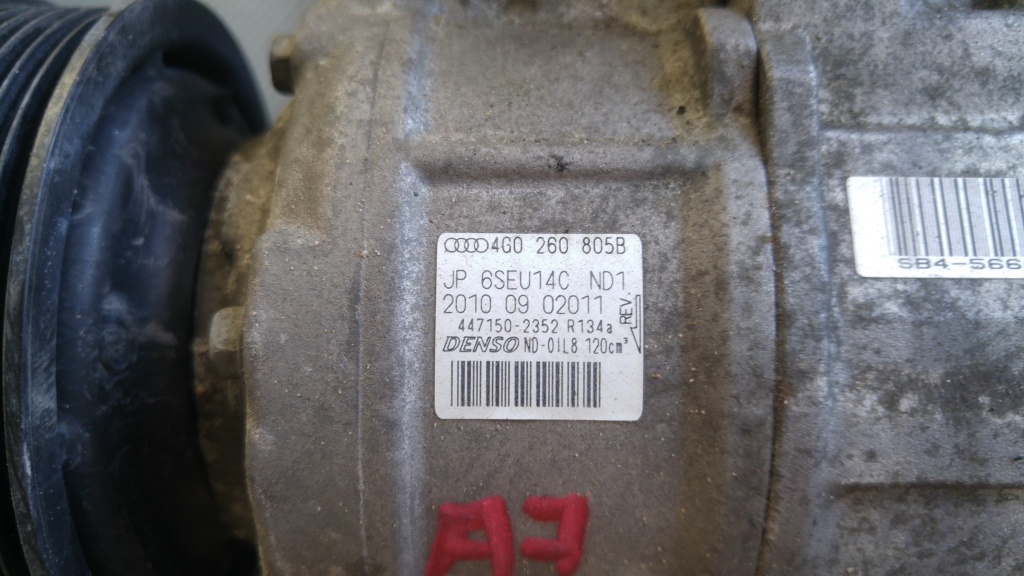 4G0 260 805B
JP 6SEU14C ND1
2010 09 02011
REV
447150-2352 R134a
DENSO ND-OIL8 120cm³
SB4-566